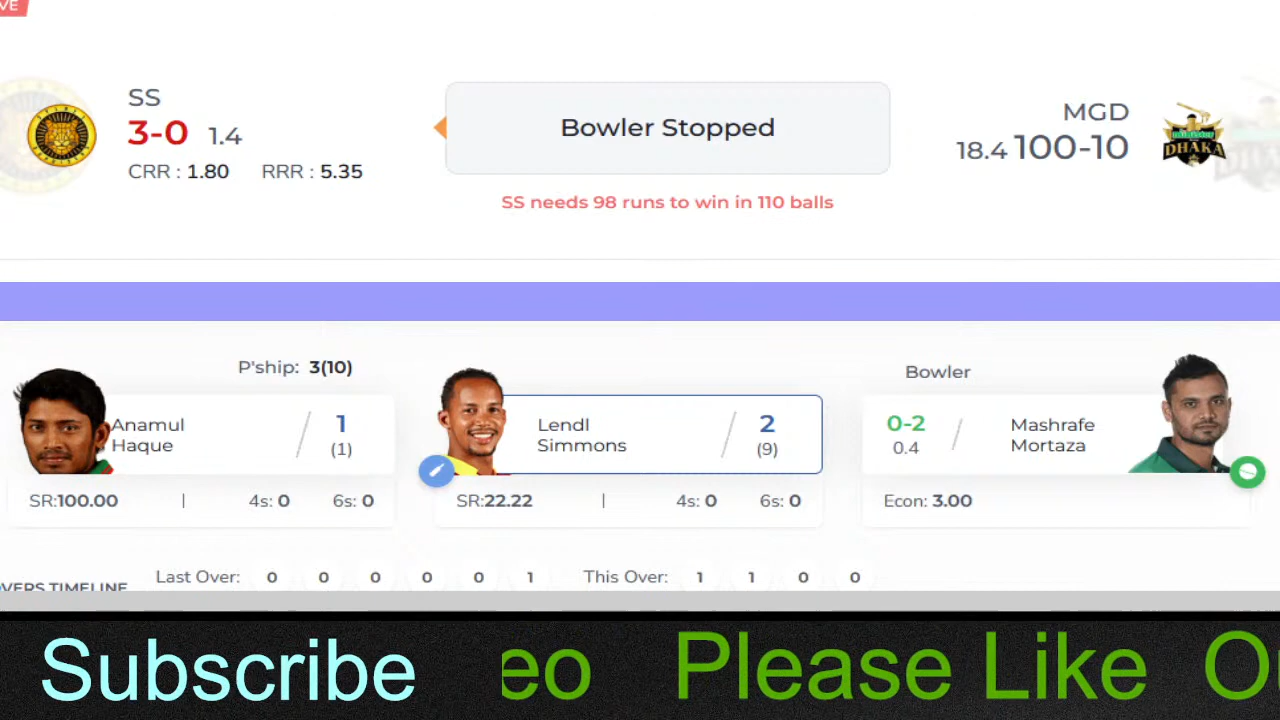 VE
SS
3-0 1.4
CRR : 1.80 RRR : 5.35
Bowler Stopped
SS needs 98 runs to win in 110 balls
MGD
18.4 100-10
DHAKA
P'ship: 3(10)
Anamul
Haque
1
(1)
SR:100.00 | 4s: 0 6s: 0
Lendl
Simmons
2
(9)
SR:22.22 | 4s: 0 6s: 0
Bowler
0-2
0.4
Mashrafe
Mortaza
Econ: 3.00
OVERS TIMELINE Last Over: 0 0 0 0 0 1 This Over: 1 1 0 0
Subscribe eo Please Like Ou